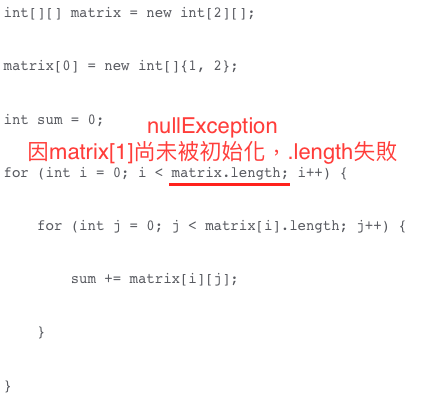 int[][] matrix = new int[2][];
matrix[0] = new int[]{1, 2};
int sum = 0;
nullException
因matrix[1]尚未被初始化，.length失敗
for (int i = 0; i < matrix.length; i++) {
for (int j = 0; j < matrix[i].length; j++) {
sum += matrix[i][j];
}
}